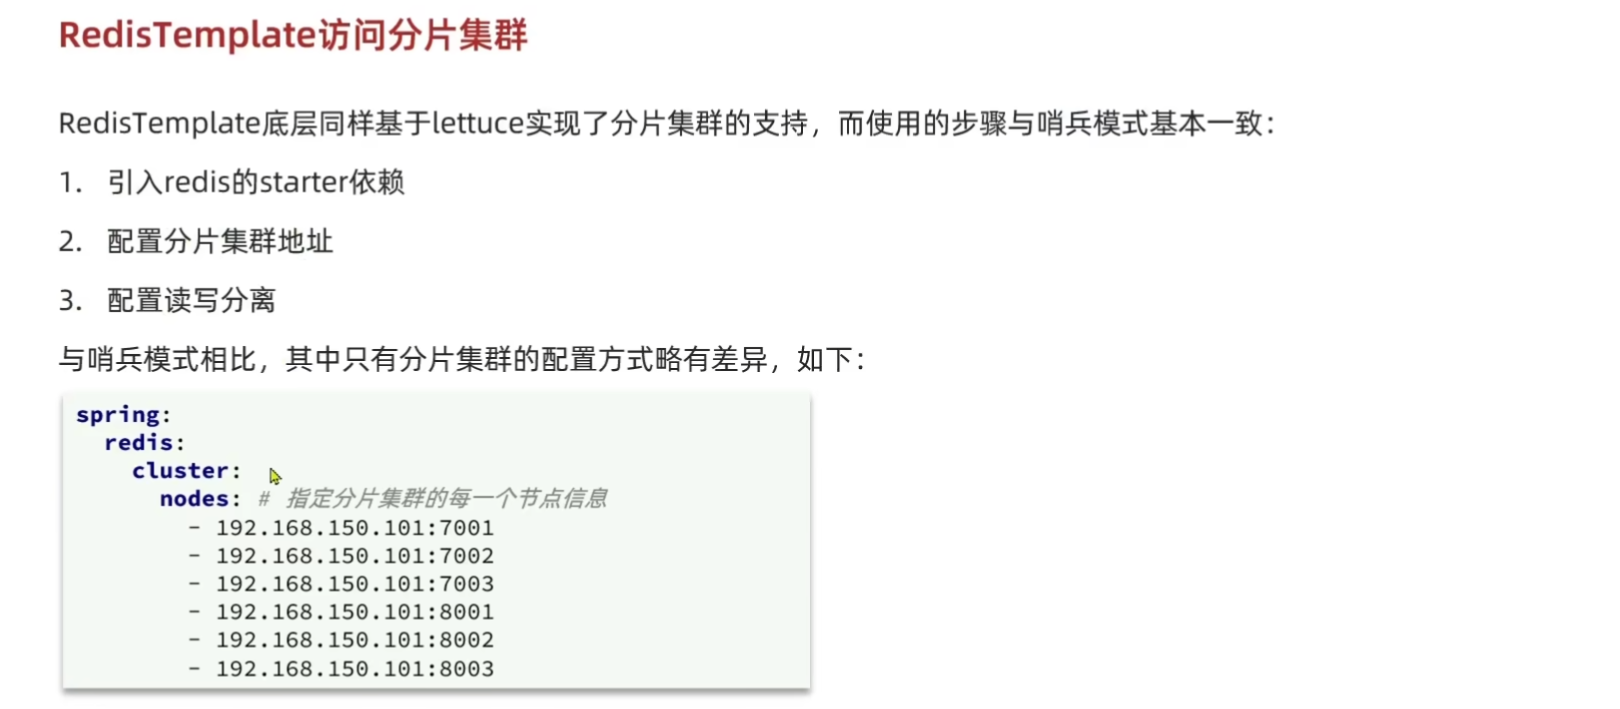 RedisTemplate访问分片集群
RedisTemplate底层同样基于lettuce实现了分片集群的支持，而使用的步骤与哨兵模式基本一致：
1. 引入redis的starter依赖
2. 配置分片集群地址
3. 配置读写分离
与哨兵模式相比，其中只有分片集群的配置方式略有差异，如下：
spring:
  redis:
    cluster:
      nodes: # 指定分片集群的每一个节点信息
        - 192.168.150.101:7001
        - 192.168.150.101:7002
        - 192.168.150.101:7003
        - 192.168.150.101:8001
        - 192.168.150.101:8002
        - 192.168.150.101:8003